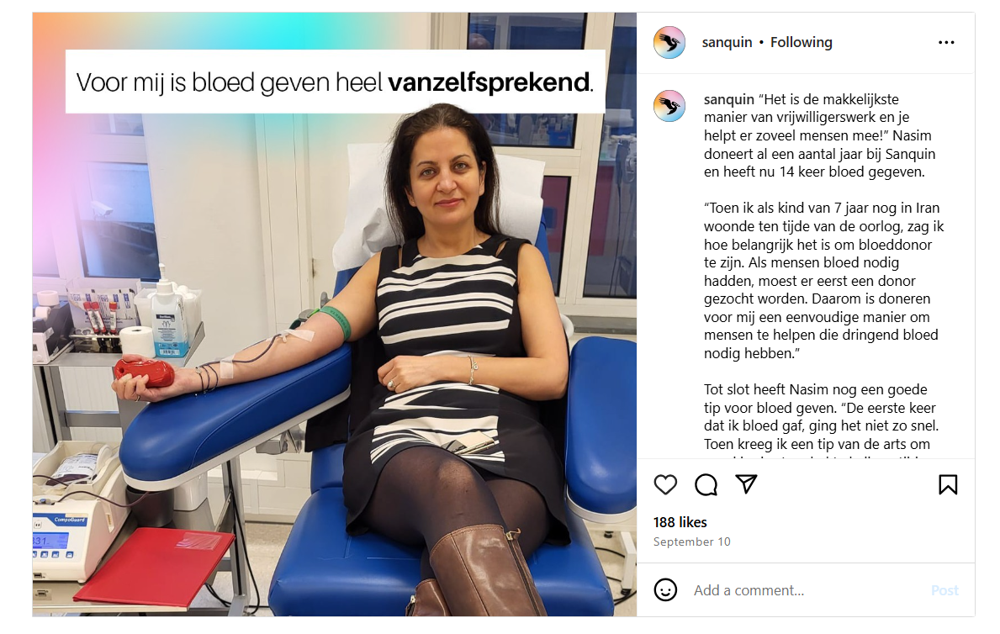 Voor mij is bloed geven heel vanzelfsprekend.
CompoGuard
sanquin • Following
sanquin “Het is de makkelijkste
manier van vrijwilligerswerk en je
helpt er zoveel mensen mee!” Nasim
doneert al een aantal jaar bij Sanquin
en heeft nu 14 keer bloed gegeven.
“Toen ik als kind van 7 jaar nog in Iran
woonde ten tijde van de oorlog, zag ik
hoe belangrijk het is om bloeddonor
te zijn. Als mensen bloed nodig
hadden, moest er eerst een donor
gezocht worden. Daarom is doneren
voor mij een eenvoudige manier om
mensen te helpen die dringend bloed
nodig hebben.”
Tot slot heeft Nasim nog een goede
tip voor bloed geven. “De eerste keer
dat ik bloed gaf, ging het niet zo snel.
Toen kreeg ik een tip van de arts om
188 likes
September 10
Add a comment...
Post